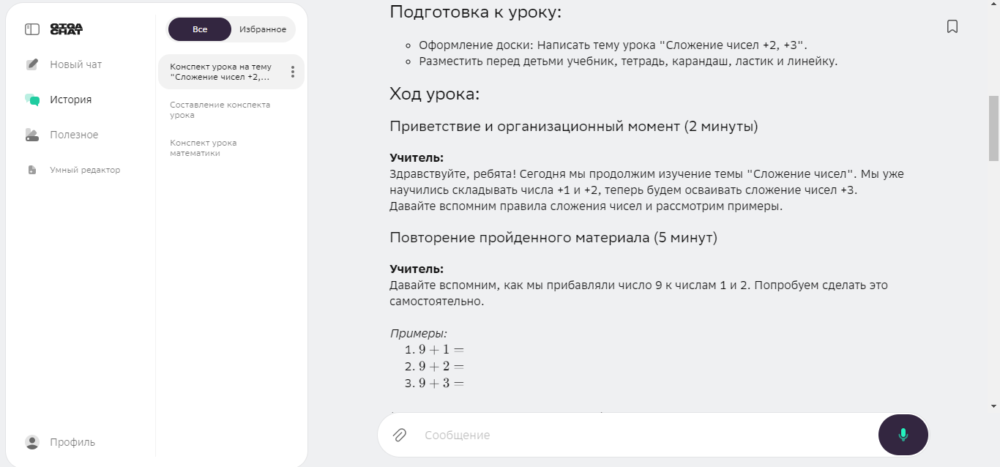 GIGA
CHAT
Новый чат
История
Полезное
Умный редактор
Профиль
Все
Избранное
Конспект урока на тему
"Сложение чисел +2,...
Составление конспекта
урока
Конспект урока
математики
Подготовка к уроку:
Оформление доски: Написать тему урока "Сложение чисел +2, +3".
Разместить перед детьми учебник, тетрадь, карандаш, ластик и линейку.
Ход урока:
Приветствие и организационный момент (2 минуты)
Учитель:
Здравствуйте, ребята! Сегодня мы продолжим изучение темы "Сложение чисел". Мы уже
научились складывать числа +1 и +2, теперь будем осваивать сложение чисел +3.
Давайте вспомним правила сложения чисел и рассмотрим примеры.
Повторение пройденного материала (5 минут)
Учитель:
Давайте вспомним, как мы прибавляли число 9 к числам 1 и 2. Попробуем сделать это
самостоятельно.
Примеры:
1. 9 + 1 =
2. 9 + 2 =
3. 9 + 3 =
Сообщение